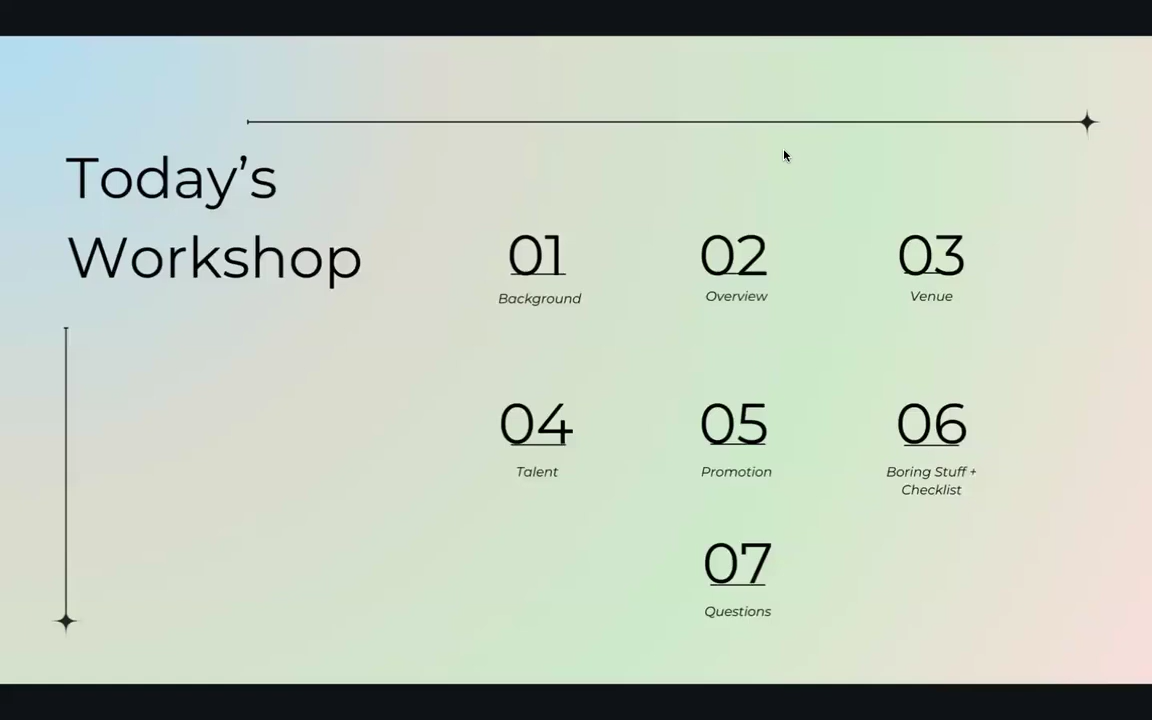 Today’s
Workshop
01
Background
02
Overview
03
Venue
04
Talent
05
Promotion
06
Boring Stuff +
Checklist
07
Questions